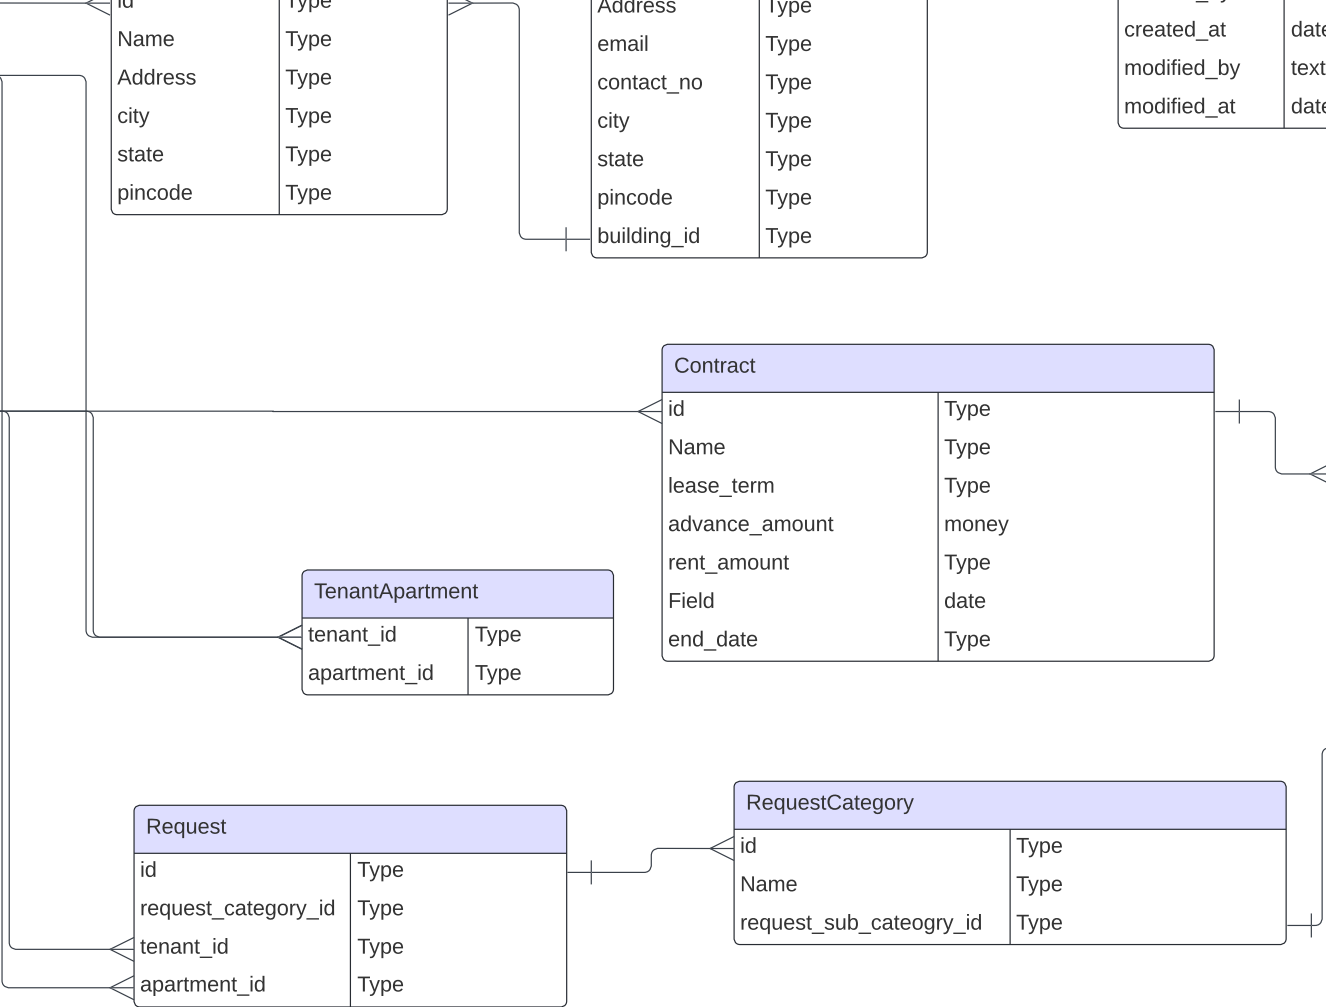 id Type
Name Type
Address Type
city Type
state Type
pincode Type
Address Type
email Type
contact_no Type
city Type
state Type
pincode Type
building_id Type
created_at date
modified_by text
modified_at date
Contract
id Type
Name Type
lease_term Type
advance_amount money
rent_amount Type
Field date
end_date Type
TenantApartment
tenant_id Type
apartment_id Type
Request
id Type
request_category_id Type
tenant_id Type
apartment_id Type
RequestCategory
id Type
Name Type
request_sub_cateogry_id Type